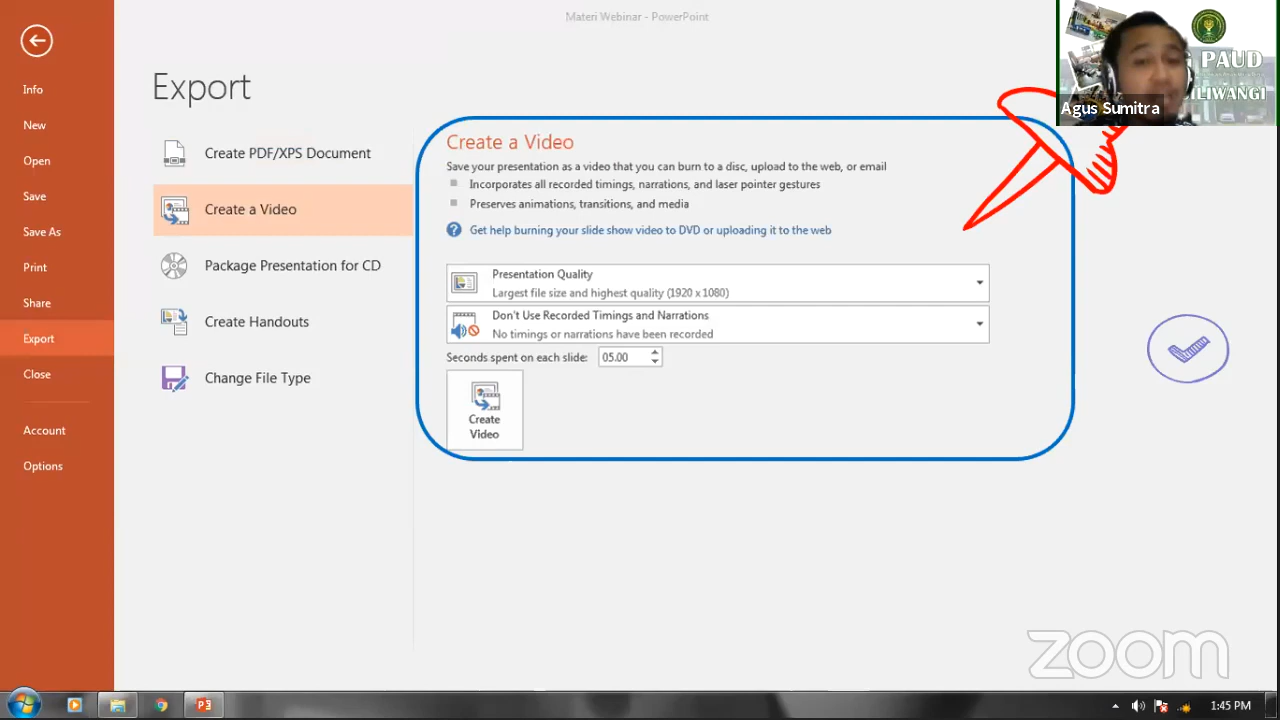 Materi Webinar - PowerPoint
PAUD
ILIWANGI
Agus Sumitra
Info
New
Open
Save
Save As
Print
Share
Export
Close
Account
Options
Export
Create PDF/XPS Document
Create a Video
Package Presentation for CD
Create Handouts
Change File Type
Create a Video
Save your presentation as a video that you can burn to a disc, upload to the web, or email
Incorporates all recorded timings, narrations, and laser pointer gestures
Preserves animations, transitions, and media
Get help burning your slide show video to DVD or uploading it to the web
Presentation Quality
Largest file size and highest quality (1920 x 1080)
Don't Use Recorded Timings and Narrations
No timings or narrations have been recorded
Seconds spent on each slide: 05.00
Create
Video
zoom
1:45 PM